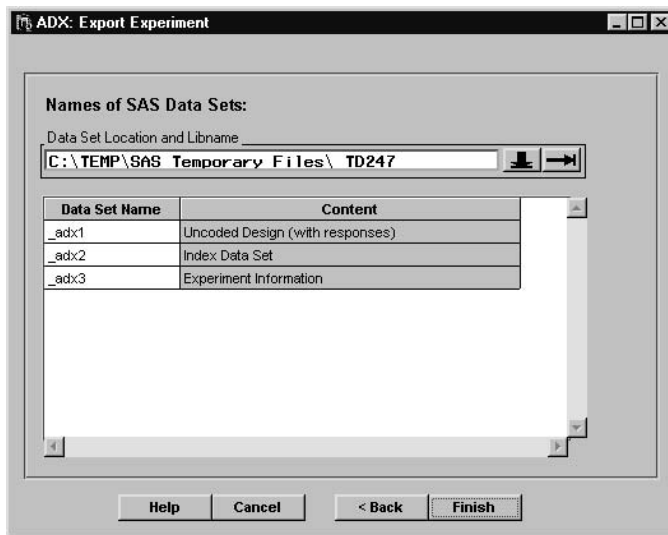 ADX: Export Experiment
Names of SAS Data Sets:
Data Set Location and Libname
C:\TEMP\SAS Temporary Files\_TD247
Data Set Name Content
_adx1 Uncoded Design (with responses)
_adx2 Index Data Set
_adx3 Experiment Information
Help Cancel < Back Finish